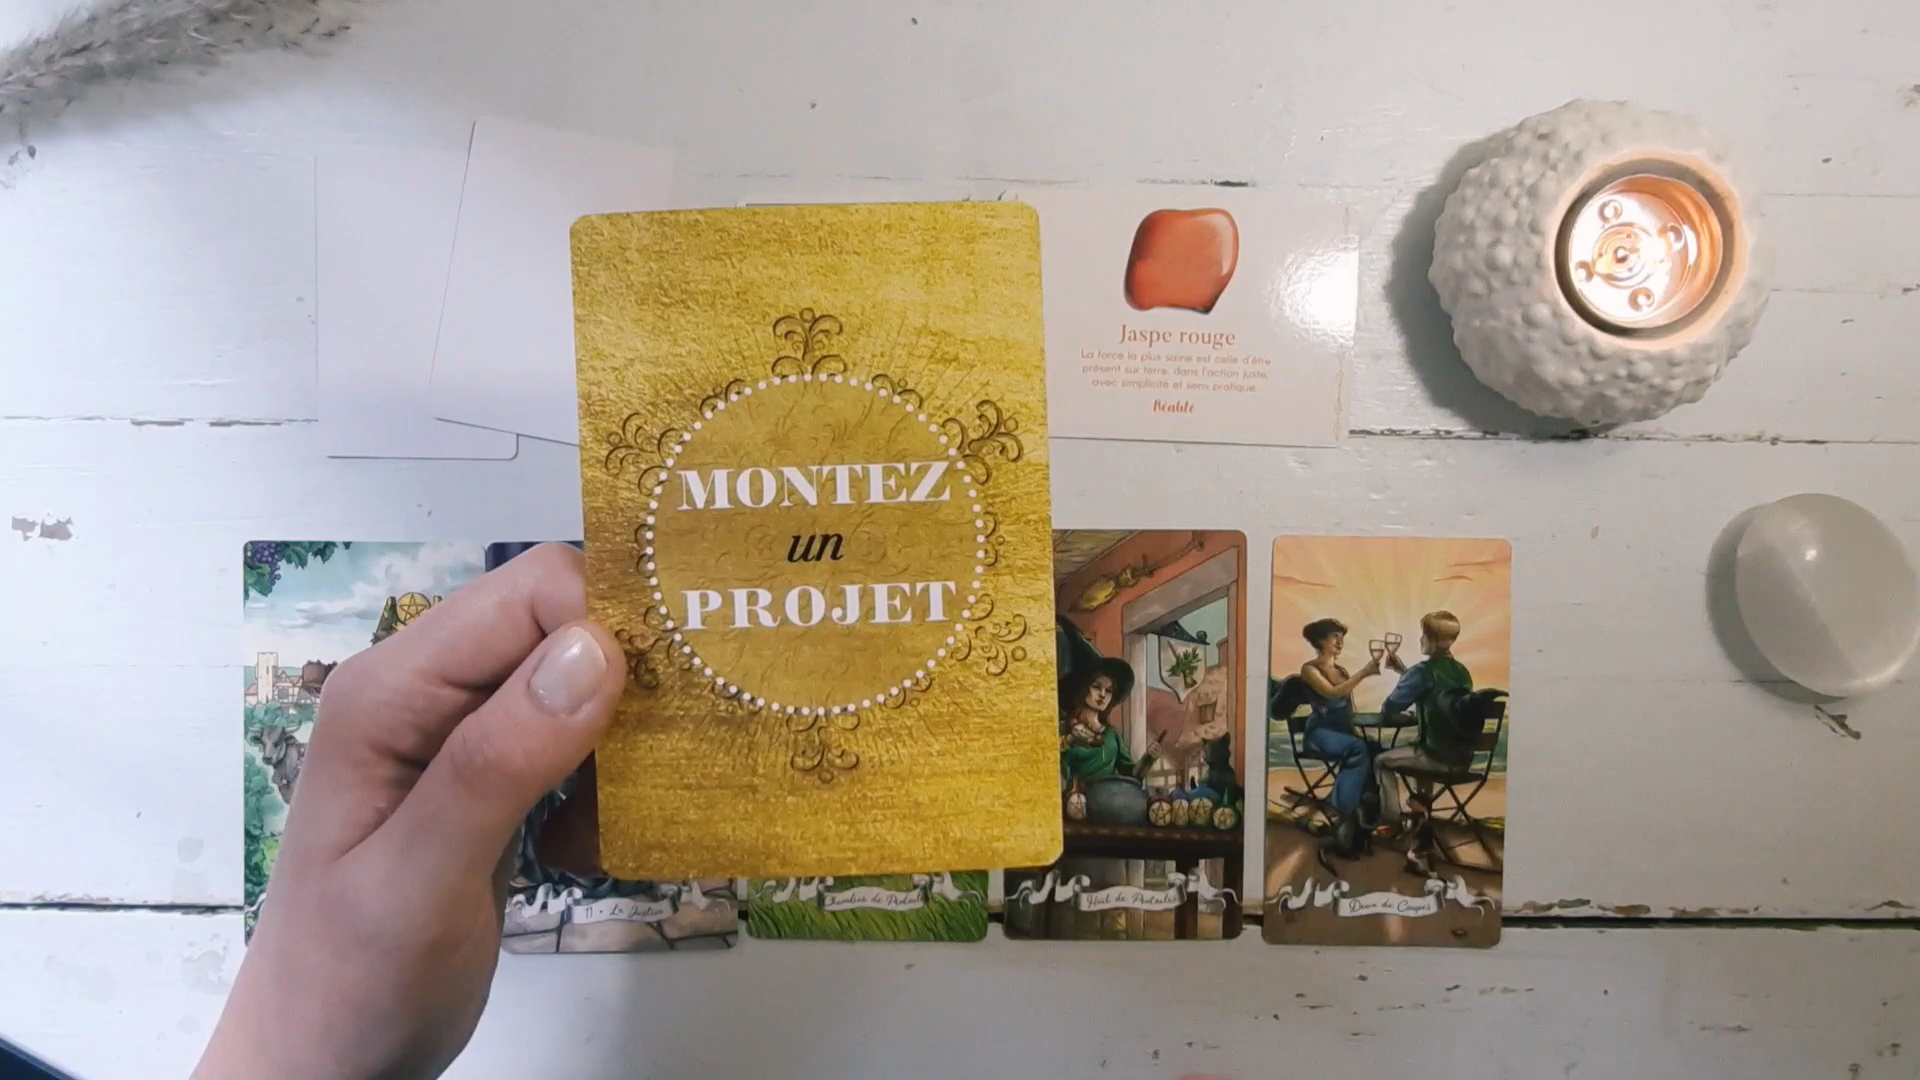 MONTEZ
un
PROJET
Jaspe rouge
La force la plus saine est celle d'être
présent sur terre, dans l'action juste,
avec simplicité et sens pratique.
Réalité
11 • La Justice
Chevalier de Pentacles
Huit de Pentacles
Deux de Coupes